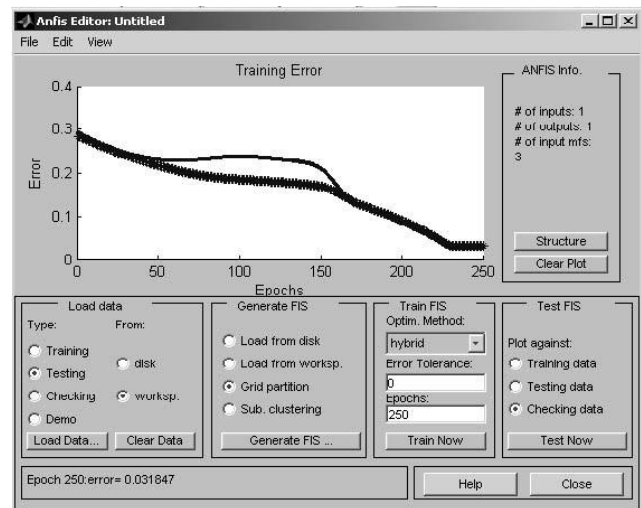 Anfis Editor: Untitled
File Edit View
Training Error
0.4
0.3
0.2
0.1
0
Error
0 50 100 150 200 250
Epochs
ANFIS Info.
# of inputs: 1
# of outputs: 1
# of input mfs:
3
Structure
Clear Plot
Load data
Type: From:
Training
Testing
Checking
Demo
disk
worksp.
Load Data... Clear Data
Generate FIS
Load from disk
Load from worksp.
Grid partition
Sub. clustering
Generate FIS ...
Train FIS
Optim. Method:
hybrid
Error Tolerance:
0
Epochs:
250
Train Now
Test FIS
Plot against:
Training data
Testing data
Checking data
Test Now
Epoch 250:error= 0.031847
Help Close